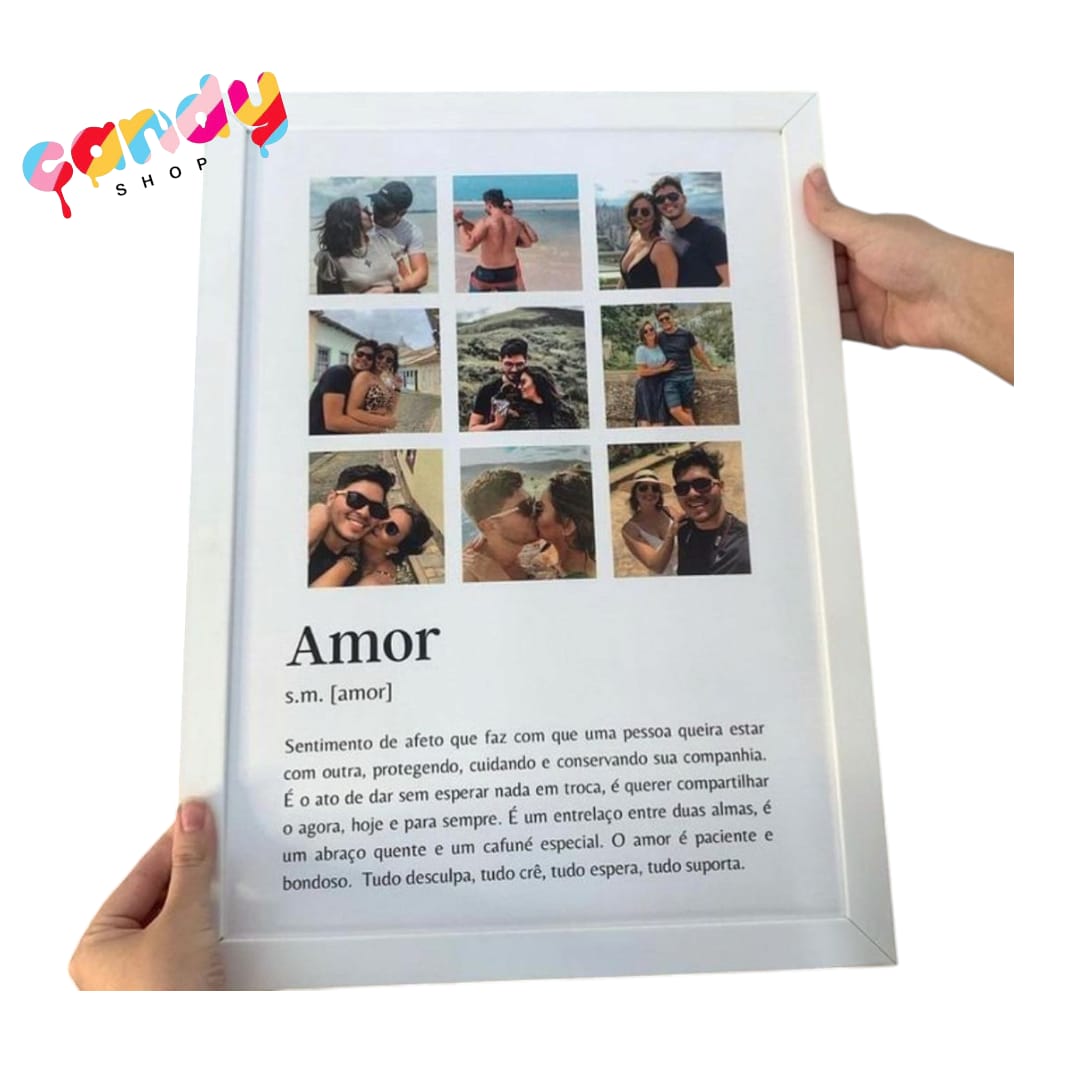 candy
SHOP
Amor
s.m. [amor]
Sentimento de afeto que faz com que uma pessoa queira estar
com outra, protegendo, cuidando e conservando sua companhia.
É o ato de dar sem esperar nada em troca, é querer compartilhar
o agora, hoje e para sempre. É um entrelaço entre duas almas, é
um abraço quente e um cafuné especial. O amor é paciente e
bondoso. Tudo desculpa, tudo crê, tudo espera, tudo suporta.